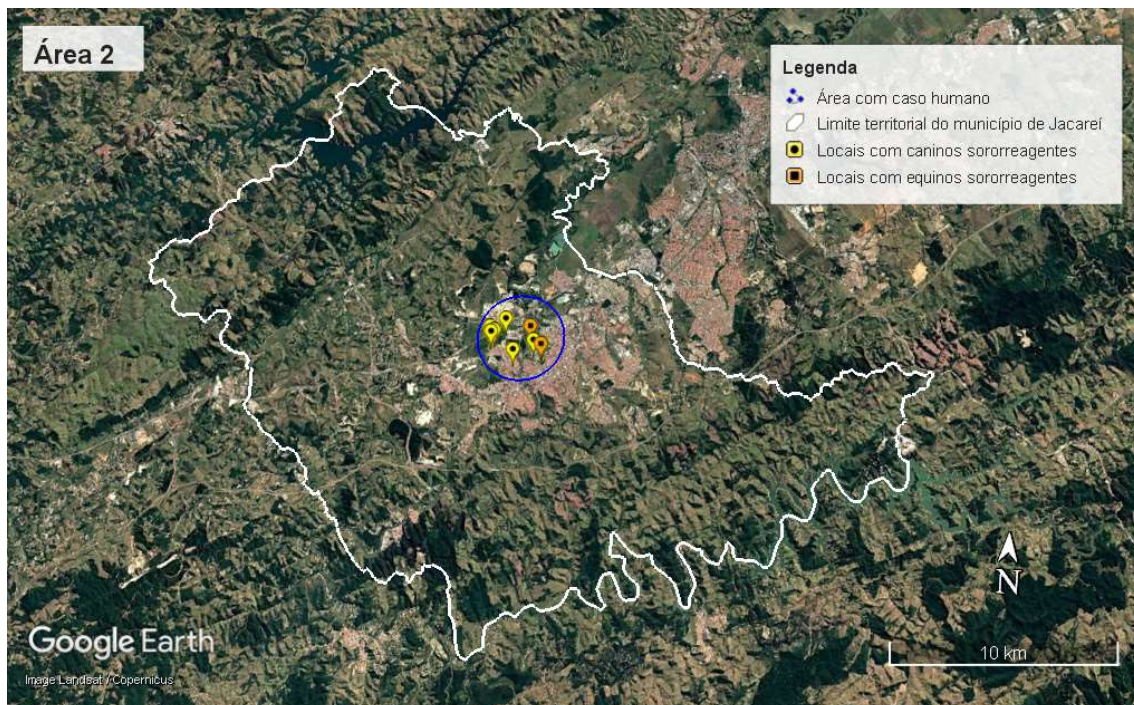 Área 2
Legenda
Área com caso humano
Limite territorial do município de Jacareí
Locais com caninos sororreagentes
Locais com equinos sororreagentes
N
10 km
Google Earth
Image Landsat / Copernicus